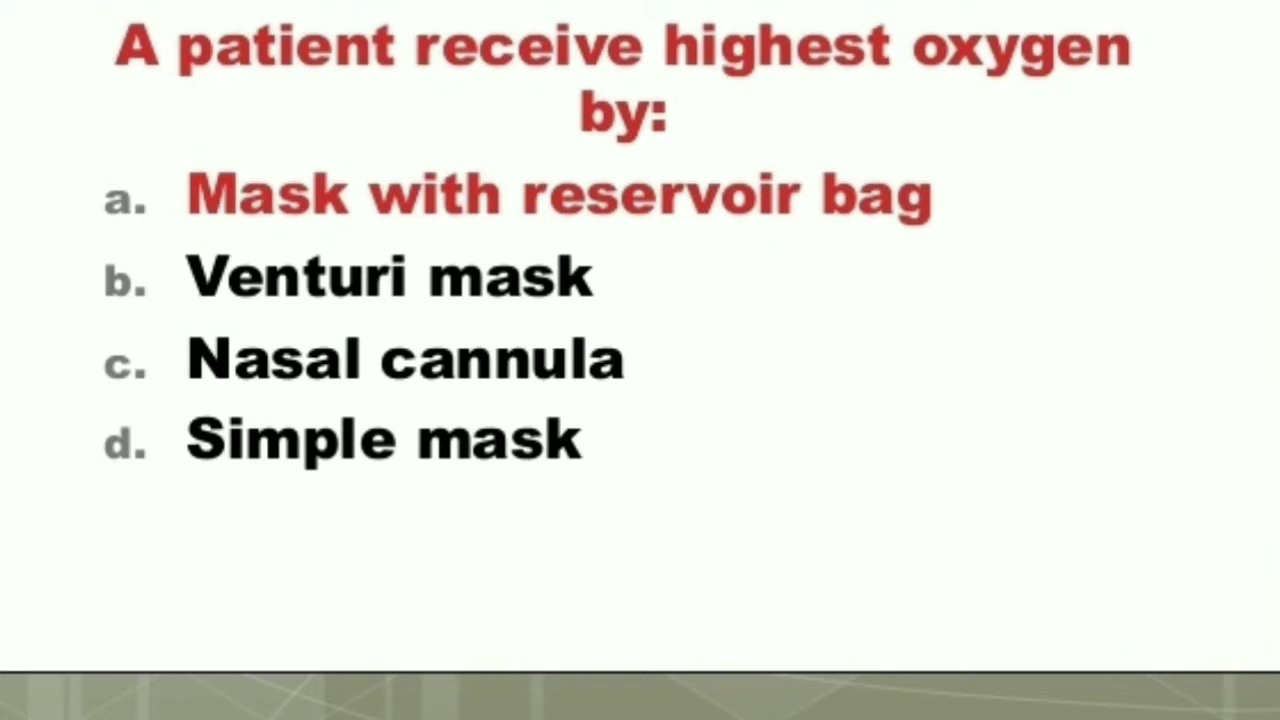 A patient receive highest oxygen
by:
a. Mask with reservoir bag
b. Venturi mask
c. Nasal cannula
d. Simple mask